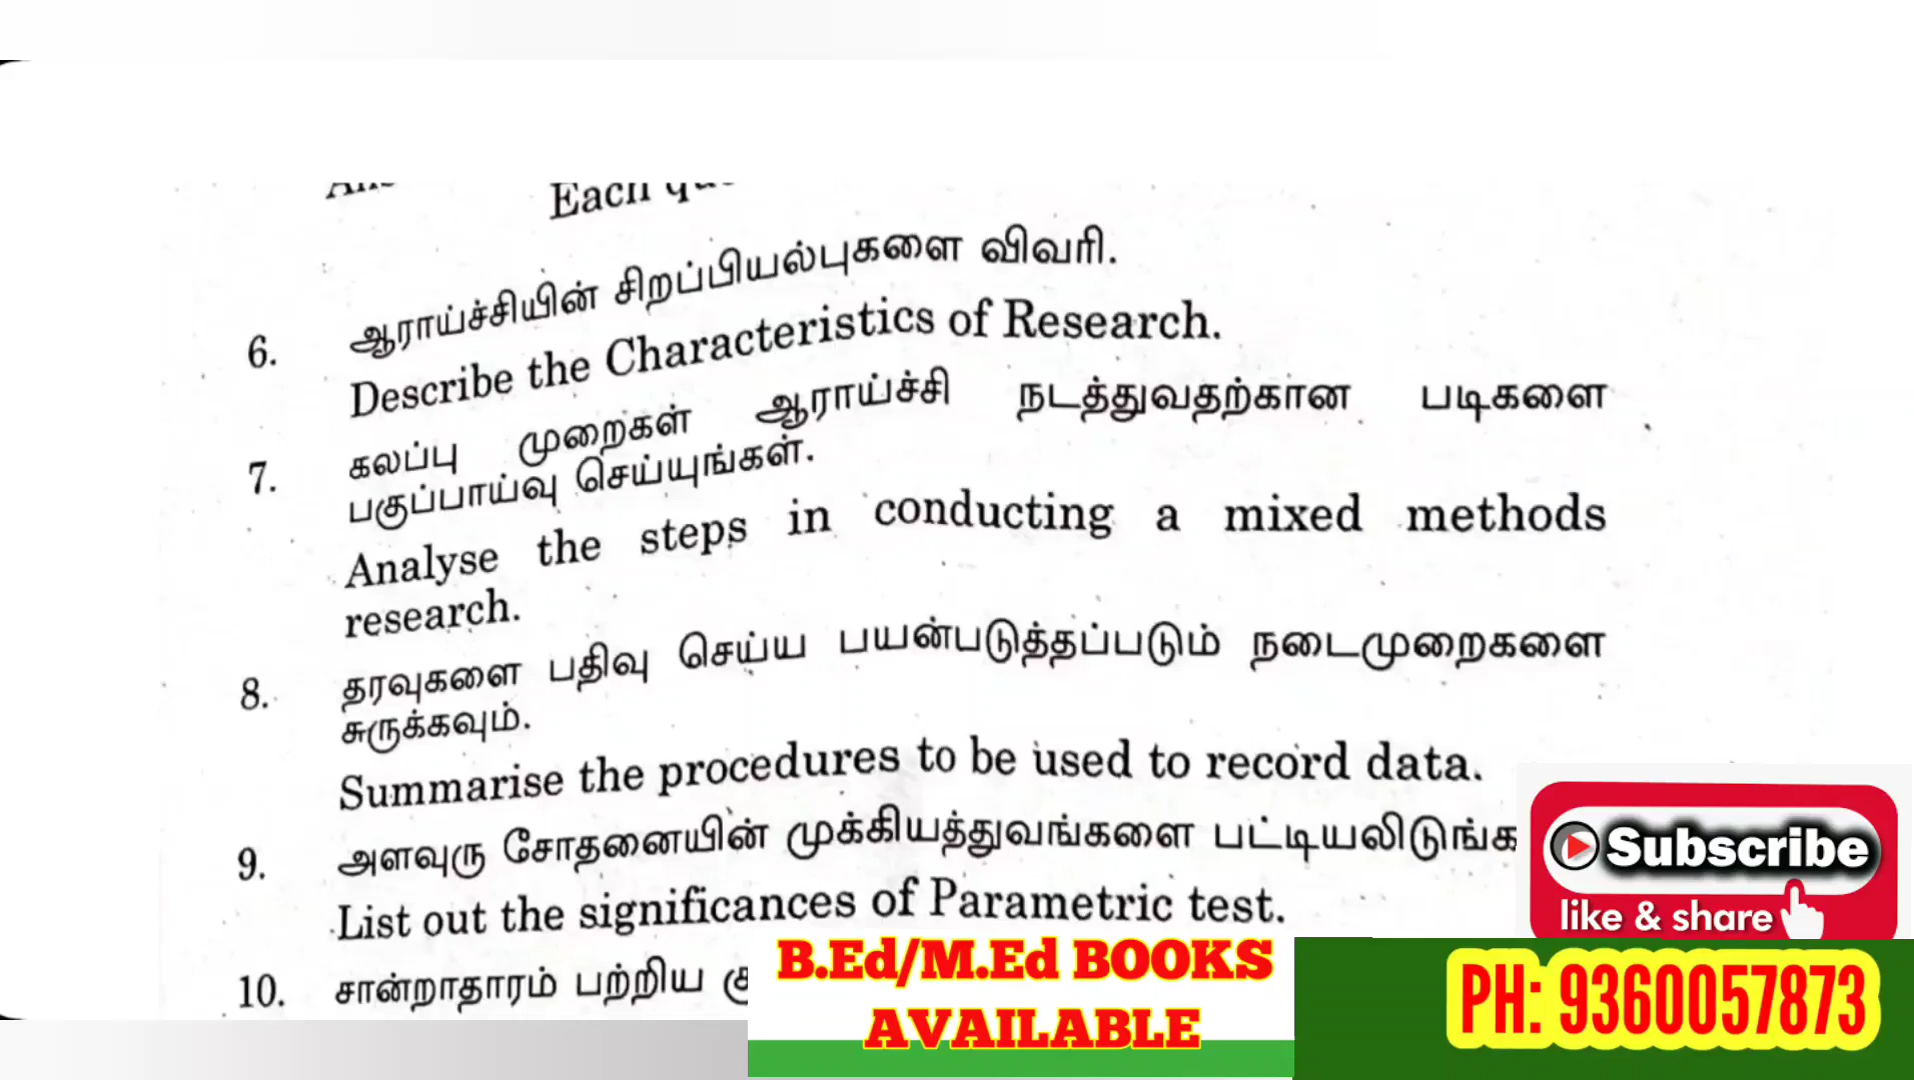 Each
6. ஆராய்ச்சியின் சிறப்பியல்புகளை விவரி.
Describe the Characteristics of Research.
7. கலப்பு முறைகள் ஆராய்ச்சி நடத்துவதற்கான படிகளை
பகுப்பாய்வு செய்யுங்கள்.
Analyse the steps in conducting a mixed methods
research.
8. தரவுகளை பதிவு செய்ய பயன்படுத்தப்படும் நடைமுறைகளை
சுருக்கவும்.
Summarise the procedures to be used to record data.
9. அளவுரு சோதனையின் முக்கியத்துவங்களை
List out the significances of Parametric test.
10. சான்றாதாரம் பற்றிய
Subscribe
like & share
B.Ed/M.Ed BOOKS
AVAILABLE
PH: 9360057873